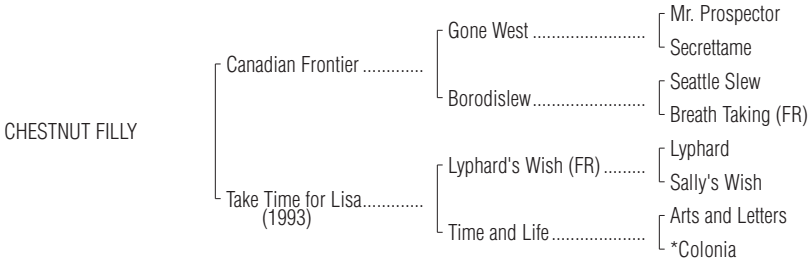 Mr. Prospector
Gone West ........................
Secrettame
Canadian Frontier .............
Seattle Slew
Borodislew........................
Breath Taking (FR)
CHESTNUT FILLY
Lyphard
Lyphard's Wish (FR) .........
Sally's Wish
Take Time for Lisa.............
(1993)
Arts and Letters
Time and Life....................
*Colonia